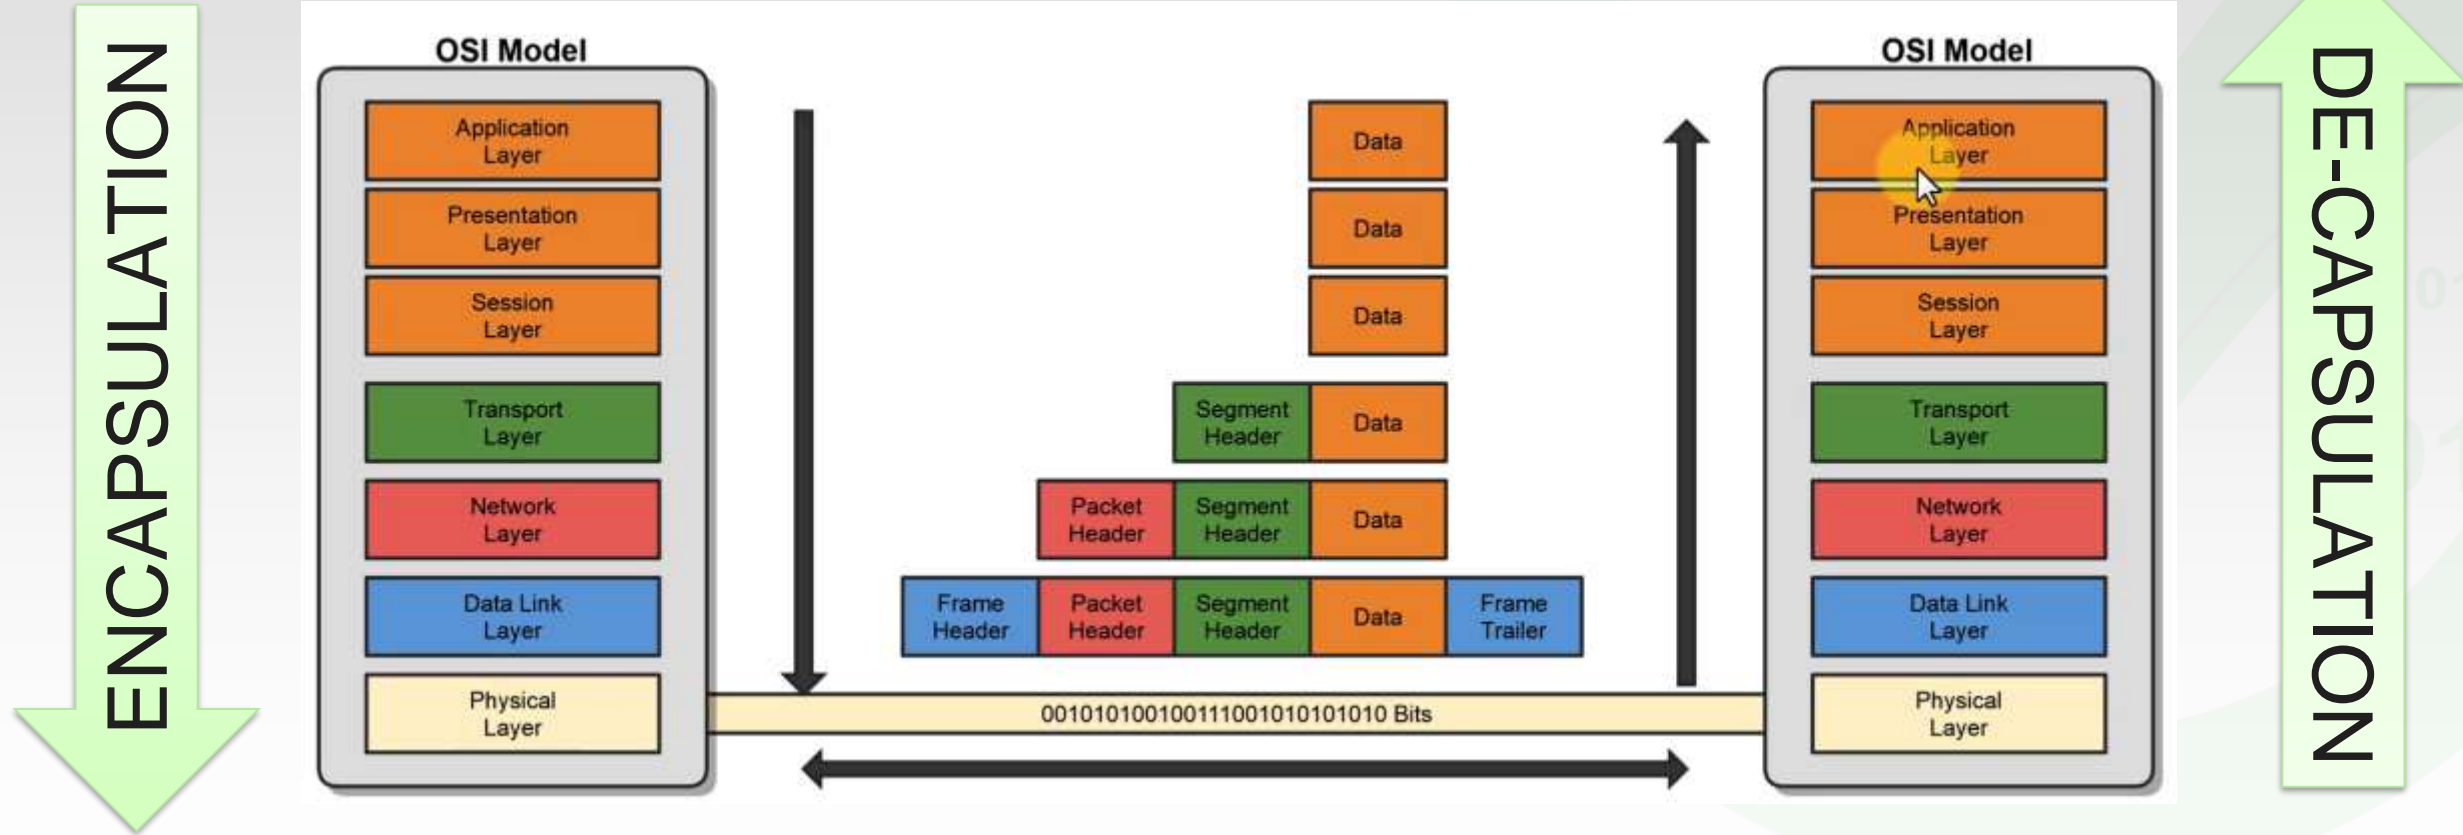 ENCAPSULATION
OSI Model
Application
Layer
Presentation
Layer
Session
Layer
Transport
Layer
Network
Layer
Data Link
Layer
Physical
Layer
Data
Data
Data
Segment
Header
Data
Packet
Header
Segment
Header
Data
Frame
Header
Packet
Header
Segment
Header
Data
Frame
Trailer
0010101001001110010101010 Bits
OSI Model
Application
Layer
Presentation
Layer
Session
Layer
Transport
Layer
Network
Layer
Data Link
Layer
Physical
Layer
DE-CAPSULATION